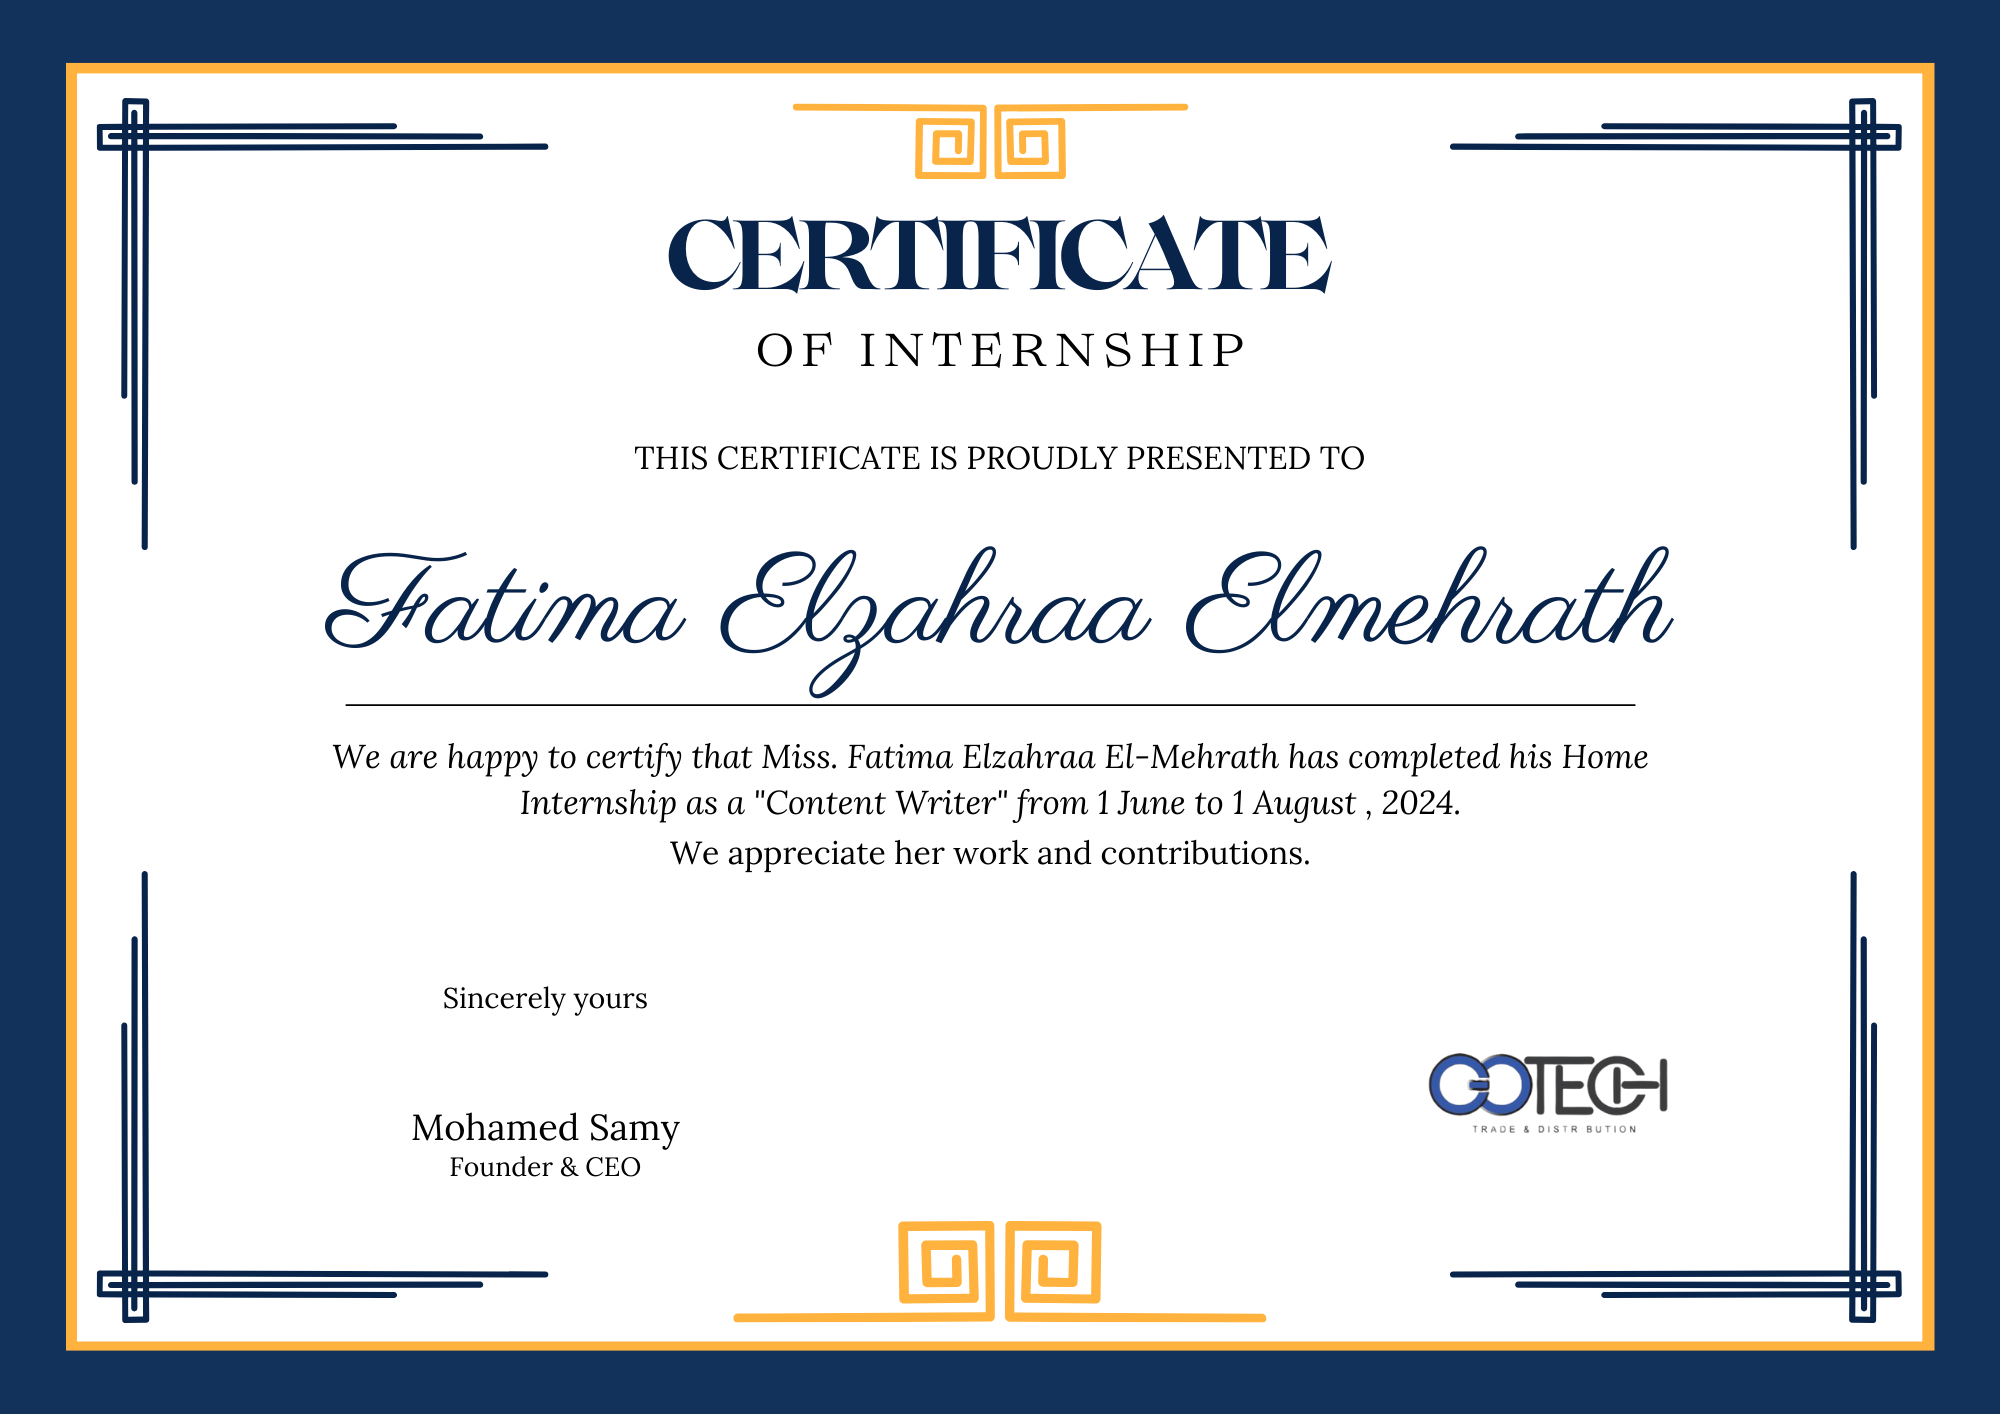 CERTIFICATE
OF INTERNSHIP
THIS CERTIFICATE IS PROUDLY PRESENTED TO
Fatima Elzahraa Elmehrath
We are happy to certify that Miss. Fatima Elzahraa El-Mehrath has completed his Home
Internship as a "Content Writer" from 1 June to 1 August , 2024.
We appreciate her work and contributions.
Sincerely yours
Mohamed Samy
Founder & CEO
GOTECH
TRADE & DISTR BUTION